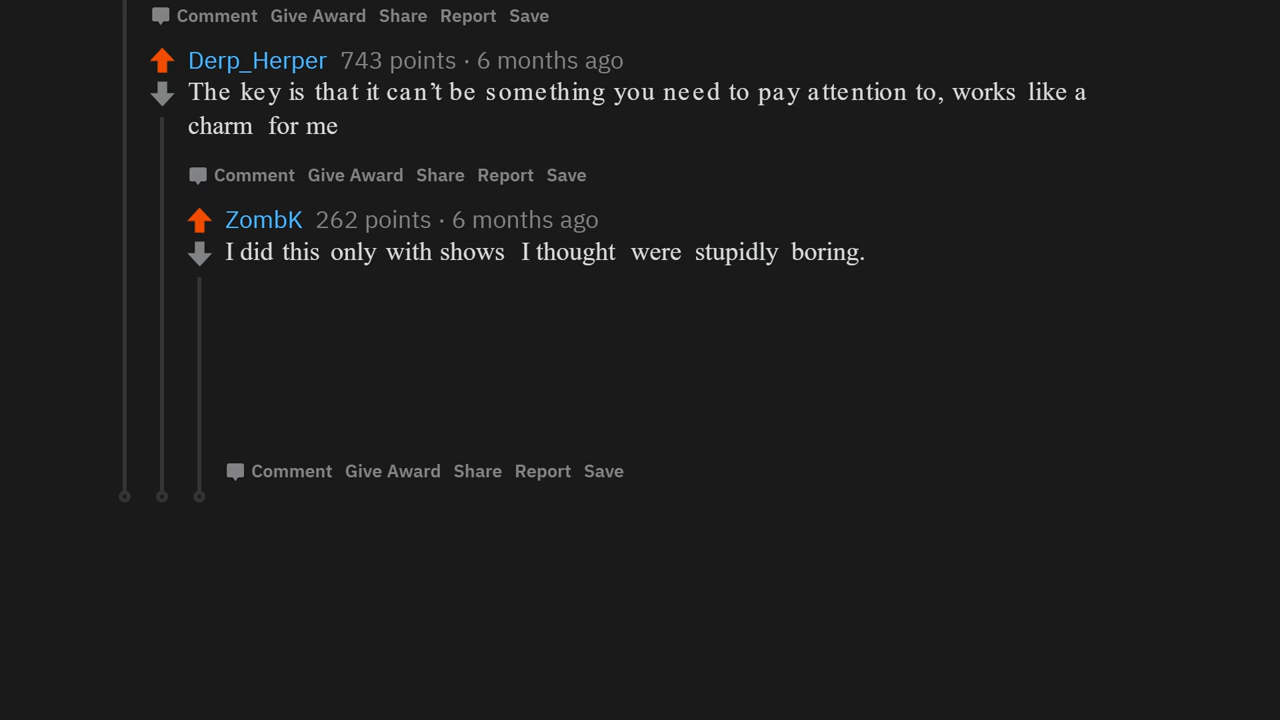 Comment Give Award Share Report Save
Derp_Herper 743 points · 6 months ago
The key is that it can’t be something you need to pay attention to, works like a
charm for me
Comment Give Award Share Report Save
ZombK 262 points · 6 months ago
I did this only with shows I thought were stupidly boring.
Comment Give Award Share Report Save